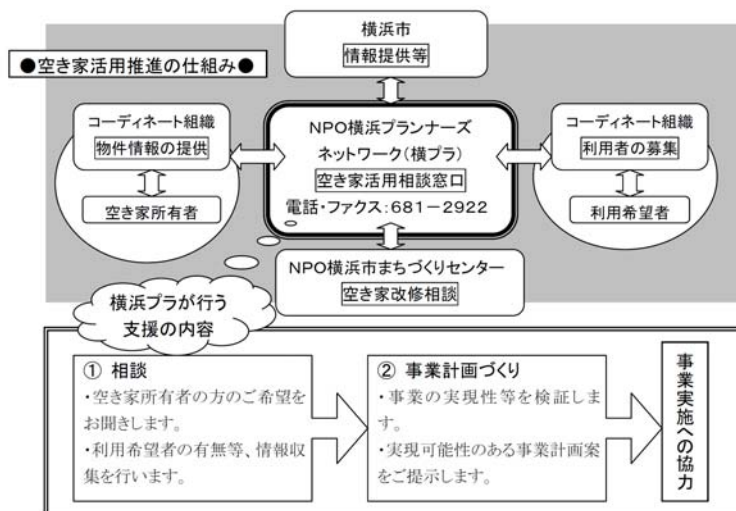 横浜市
情報提供等
●空き家活用推進の仕組み●
コーディネート組織
物件情報の提供
空き家所有者
NPO横浜プランナーズ
ネットワーク(横プラ)
空き家活用相談窓口
電話・ファクス:681-2922
コーディネート組織
利用者の募集
利用希望者
NPO横浜市まちづくりセンター
空き家改修相談
横浜プラが行う
支援の内容
① 相談
・空き家所有者の方のご希望を
お聞きします。
・利用希望者の有無等、情報収
集を行います。
② 事業計画づくり
・事業の実現性等を検証しま
す。
・実現可能性のある事業計画案
をご提示します。
事業実施への協力